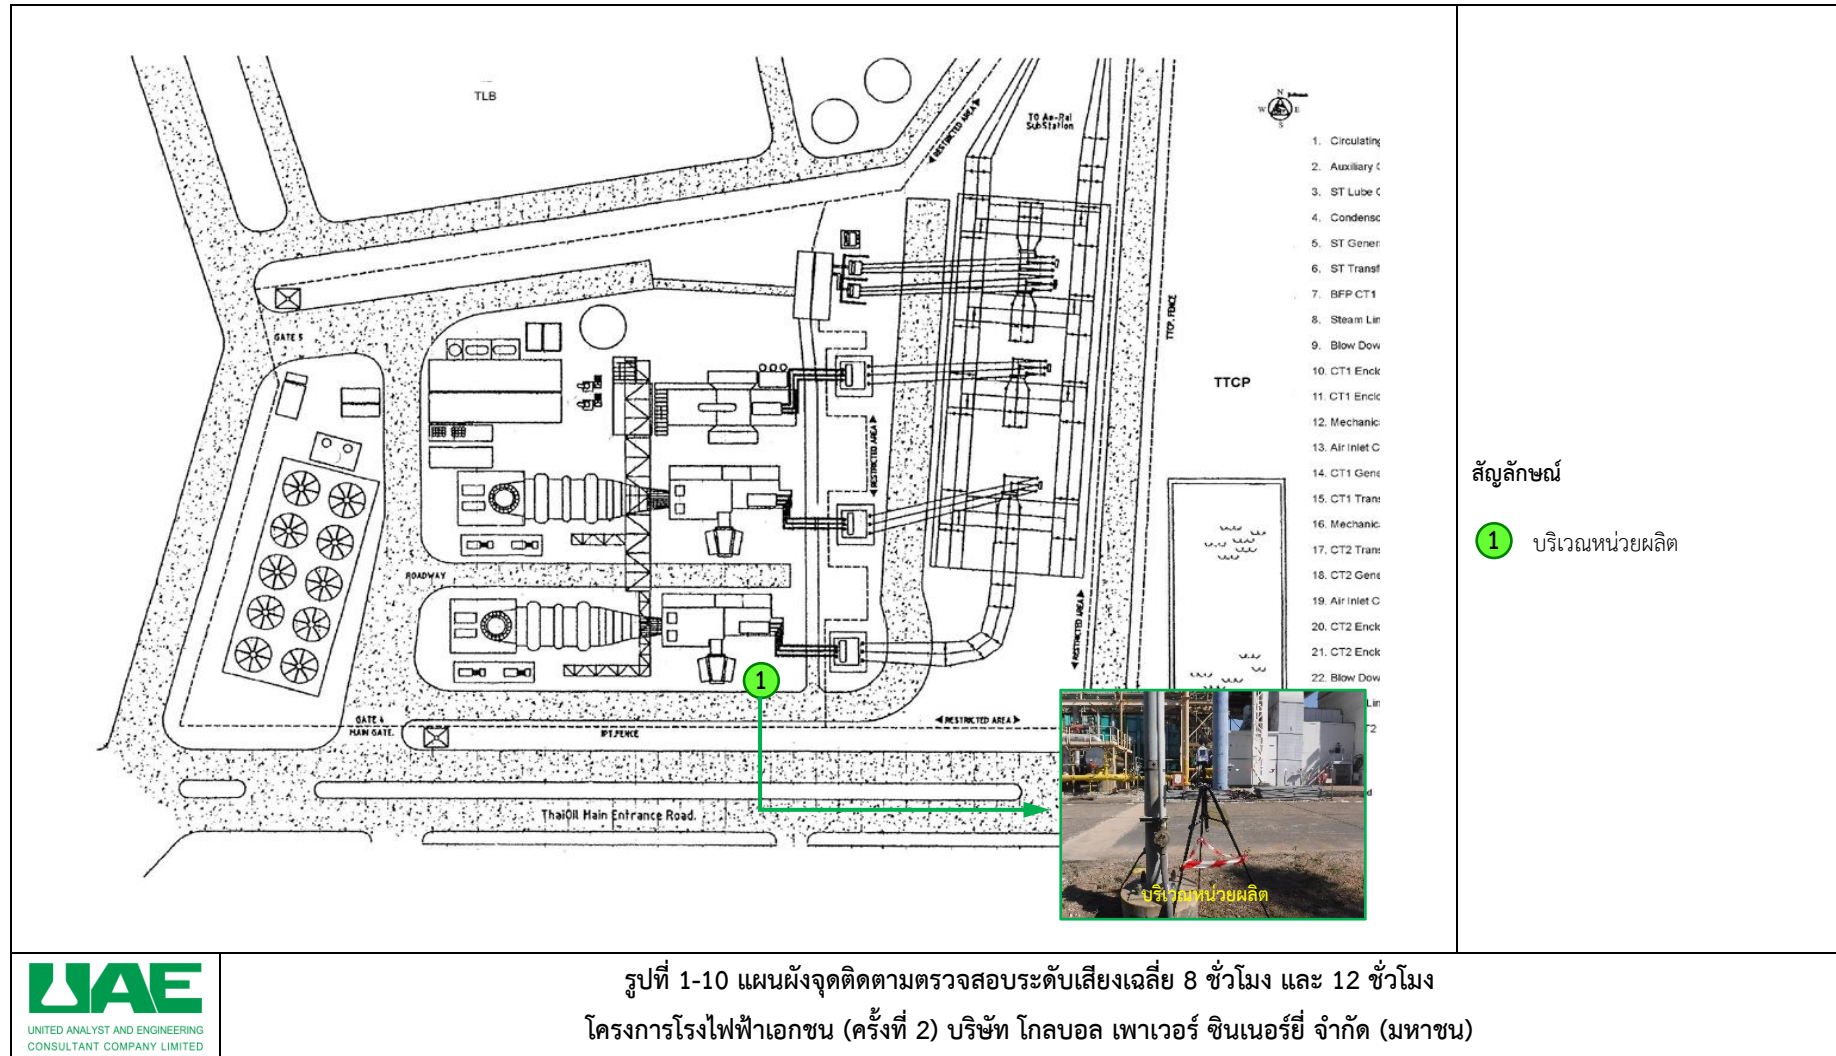 TLB
TO Ao-Pai
SubStation
◄RESTRICTED AREA►
N
W E
S
1. Circulating
2. Auxiliary
3. ST Lube
4. Condens
5. ST Gener
6. ST Transf
7. BFP CT1
8. Steam Lin
9. Blow Dow
10. CT1 Encl
11. CT1 Encl
12. Mechanic
13. Air Inlet C
14. CT1 Gene
15. CT1 Trans
16. Mechanic
17. CT2 Trans
18. CT2 Gene
19. Air Inlet C
20. CT2 Encl
21. CT2 Encl
22. Blow Dow
Lin
T2
d
TTCP. FENCE
TTCP
GATE 5
◄RESTRICTED AREA►
ROADWAY
◄RESTRICTED AREA►
1
GATE 4
MAIN GATE.
IPT.FENCE
◄RESTRICTED AREA►
ThaiOil Main Entrance Road.
บริเวณหน่วยผลิต
สัญลักษณ์
1 บริเวณหน่วยผลิต
UAE
UNITED ANALYST AND ENGINEERING
CONSULTANT COMPANY LIMITED
รูปที่ 1-10 แผนผังจุดติดตามตรวจสอบระดับเสียงเฉลี่ย 8 ชั่วโมง และ 12 ชั่วโมง
โครงการโรงไฟฟ้าเอกชน (ครั้งที่ 2) บริษัท โกลบอล เพาเวอร์ ซินเนอร์ยี่ จำกัด (มหาชน)